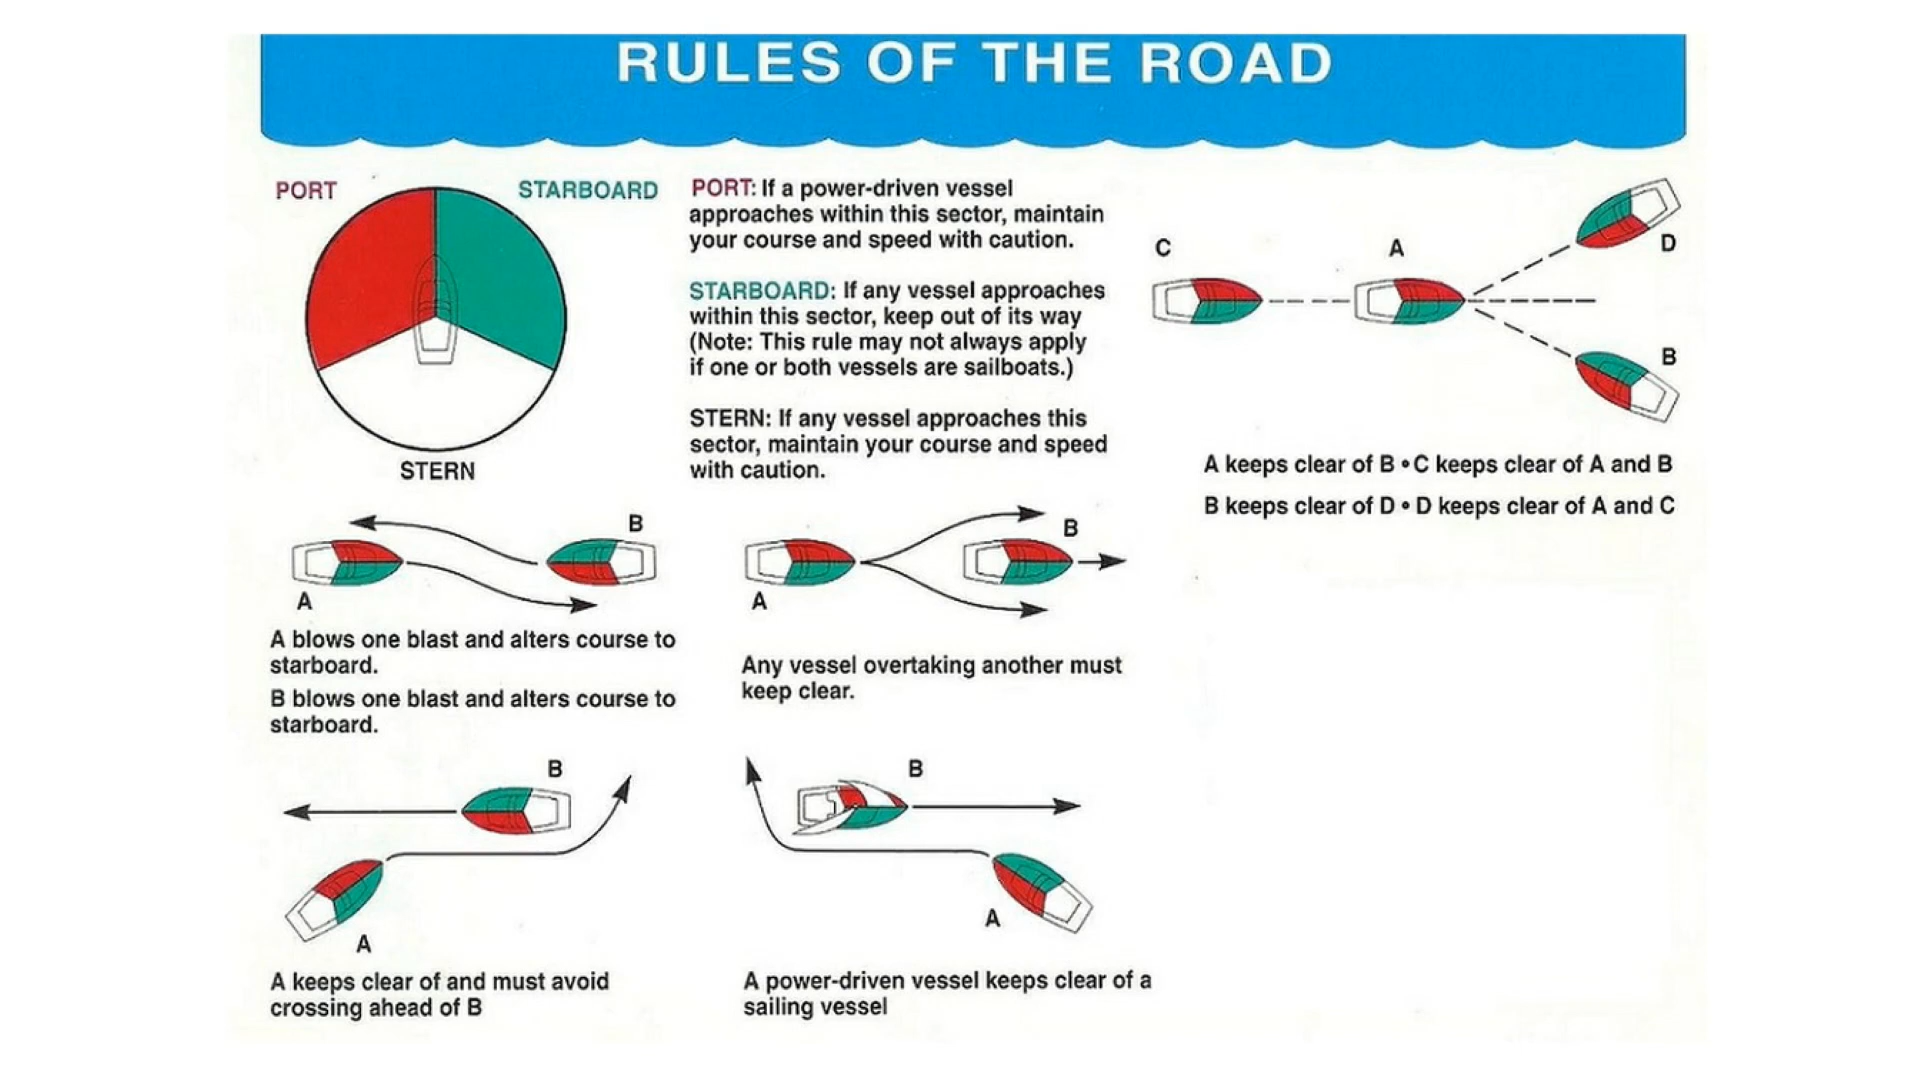 RULES OF THE ROAD
PORT
STARBOARD
STERN
PORT: If a power-driven vessel
approaches within this sector, maintain
your course and speed with caution.
STARBOARD: If any vessel approaches
within this sector, keep out of its way
(Note: This rule may not always apply
if one or both vessels are sailboats.)
STERN: If any vessel approaches this
sector, maintain your course and speed
with caution.
C
A
D
B
A keeps clear of B • C keeps clear of A and B
B keeps clear of D • D keeps clear of A and C
B
A
A blows one blast and alters course to
starboard.
B blows one blast and alters course to
starboard.
B
A
Any vessel overtaking another must
keep clear.
B
A
A keeps clear of and must avoid
crossing ahead of B
B
A
A power-driven vessel keeps clear of a
sailing vessel